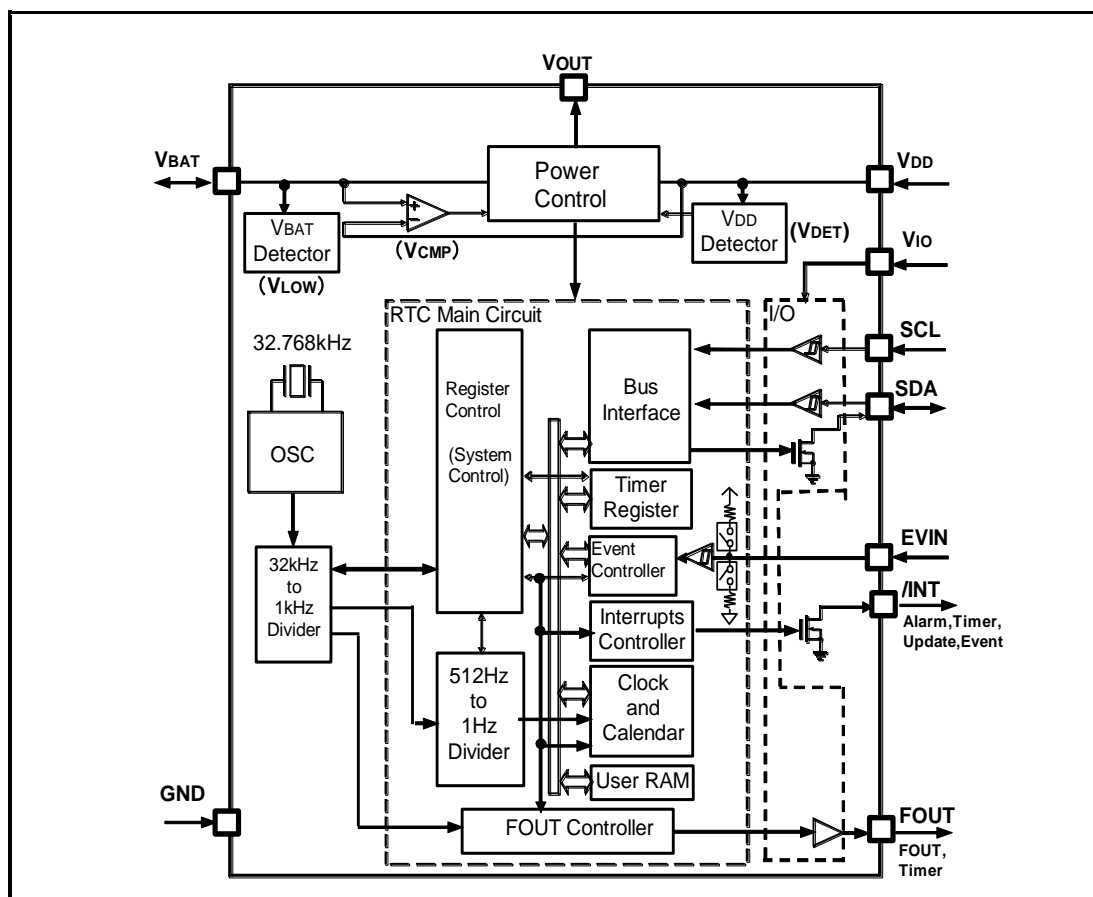 VOUT
VBAT
Power
Control
VDD
VBAT
Detector
(VLOW)
+
−
(VCMP)
VDD
Detector
(VDET)
VIO
RTC Main Circuit
I/O
32.768kHz
OSC
Register
Control
(System
Control)
Bus
Interface
SCL
SDA
Timer
Register
Event
Controller
EVIN
32kHz
to
1kHz
Divider
Interrupts
Controller
/INT
Alarm,Timer,
Update,Event
512Hz
to
1Hz
Divider
Clock
and
Calendar
User RAM
GND
FOUT Controller
FOUT
FOUT,
Timer